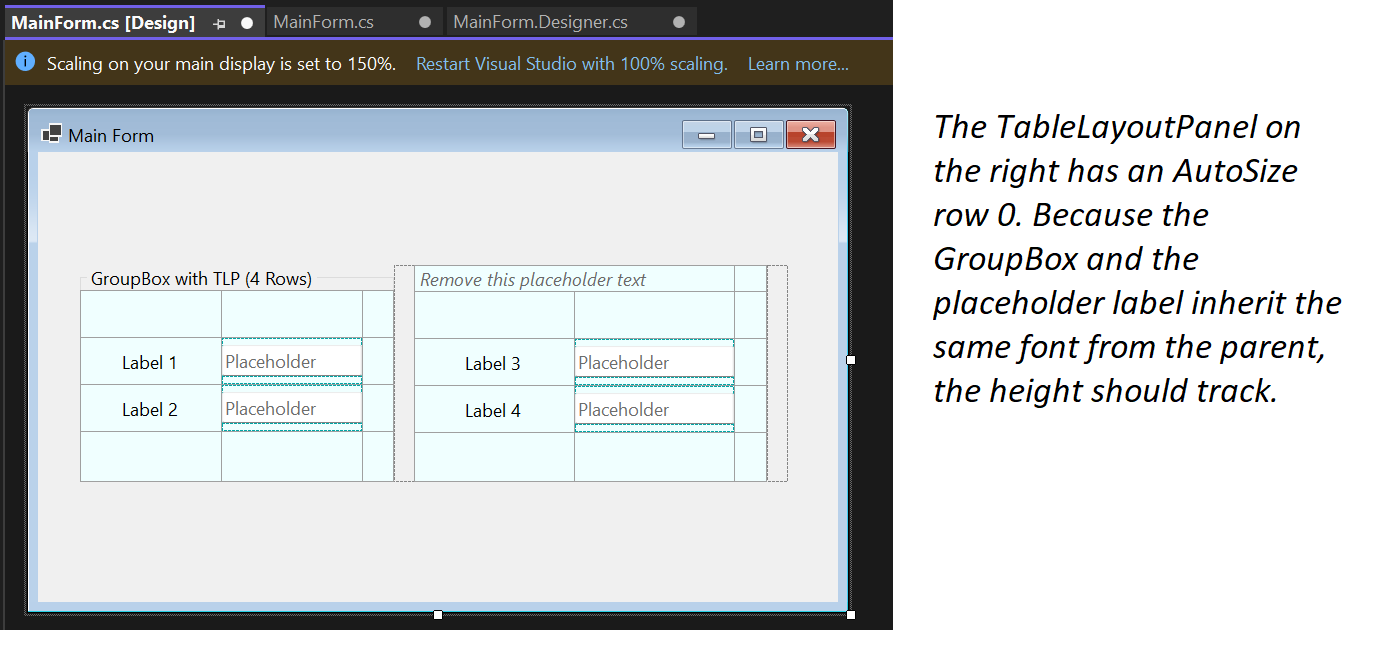 MainForm.cs [Design] MainForm.cs MainForm.Designer.cs
Scaling on your main display is set to 150%. Restart Visual Studio with 100% scaling. Learn more...
Main Form
GroupBox with TLP (4 Rows) Remove this placeholder text
Label 1 Placeholder Label 3 Placeholder
Label 2 Placeholder Label 4 Placeholder
The TableLayoutPanel on
the right has an AutoSize
row 0. Because the
GroupBox and the
placeholder label inherit the
same font from the parent,
the height should track.